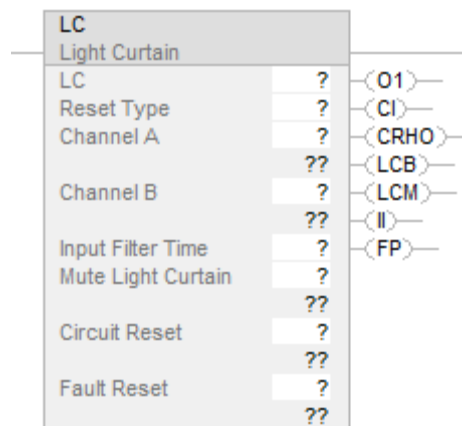 LC
Light Curtain
LC ? (O1)
Reset Type ? (CI)
Channel A ? (CRHO)
?? (LCB)
Channel B ? (LCM)
?? (II)
Input Filter Time ? (FP)
Mute Light Curtain ?
??
Circuit Reset ?
??
Fault Reset ?
??